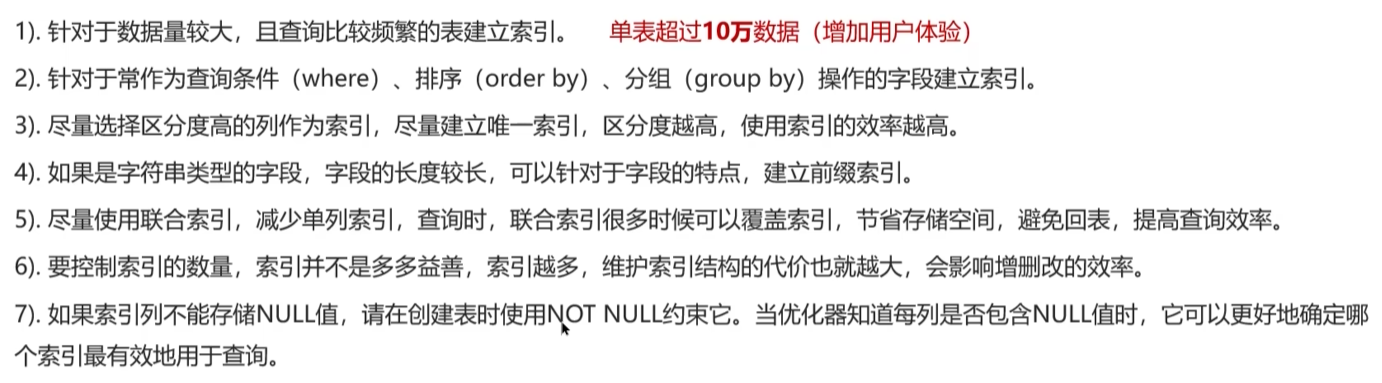 1). 针对于数据量较大，且查询比较频繁的表建立索引。 单表超过10万数据（增加用户体验）
2). 针对于常作为查询条件（where）、排序（order by）、分组（group by）操作的字段建立索引。
3). 尽量选择区分度高的列作为索引，尽量建立唯一索引，区分度越高，使用索引的效率越高。
4). 如果是字符串类型的字段，字段的长度较长，可以针对于字段的特点，建立前缀索引。
5). 尽量使用联合索引，减少单列索引，查询时，联合索引很多时候可以覆盖索引，节省存储空间，避免回表，提高查询效率。
6). 要控制索引的数量，索引并不是多多益善，索引越多，维护索引结构的代价也就越大，会影响增删改的效率。
7). 如果索引列不能存储NULL值，请在创建表时使用NOT NULL约束它。当优化器知道每列是否包含NULL值时，它可以更好地确定哪
个索引最有效地用于查询。